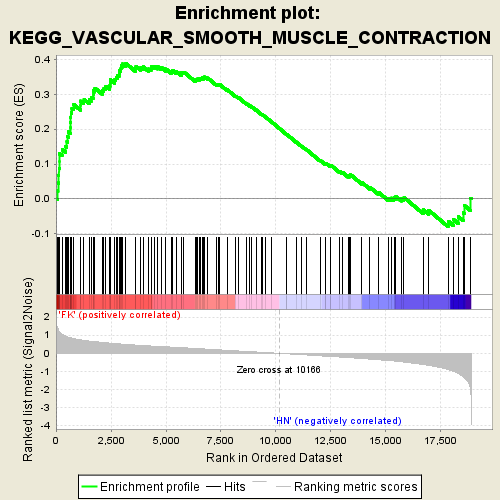 Enrichment plot:
KEGG_VASCULAR_SMOOTH_MUSCLE_CONTRACTION
Enrichment score (ES)
0.4
0.3
0.2
0.1
0.0
-0.1
'FK' (positively correlated)
Ranked list metric (Signal2Noise)
2
1
0
-1
-2
-3
-4
Zero cross at 10166
'HN' (negatively correlated)
0 2,500 5,000 7,500 10,000 12,500 15,000 17,500
Rank in Ordered Dataset
Enrichment profile Hits Ranking metric scores